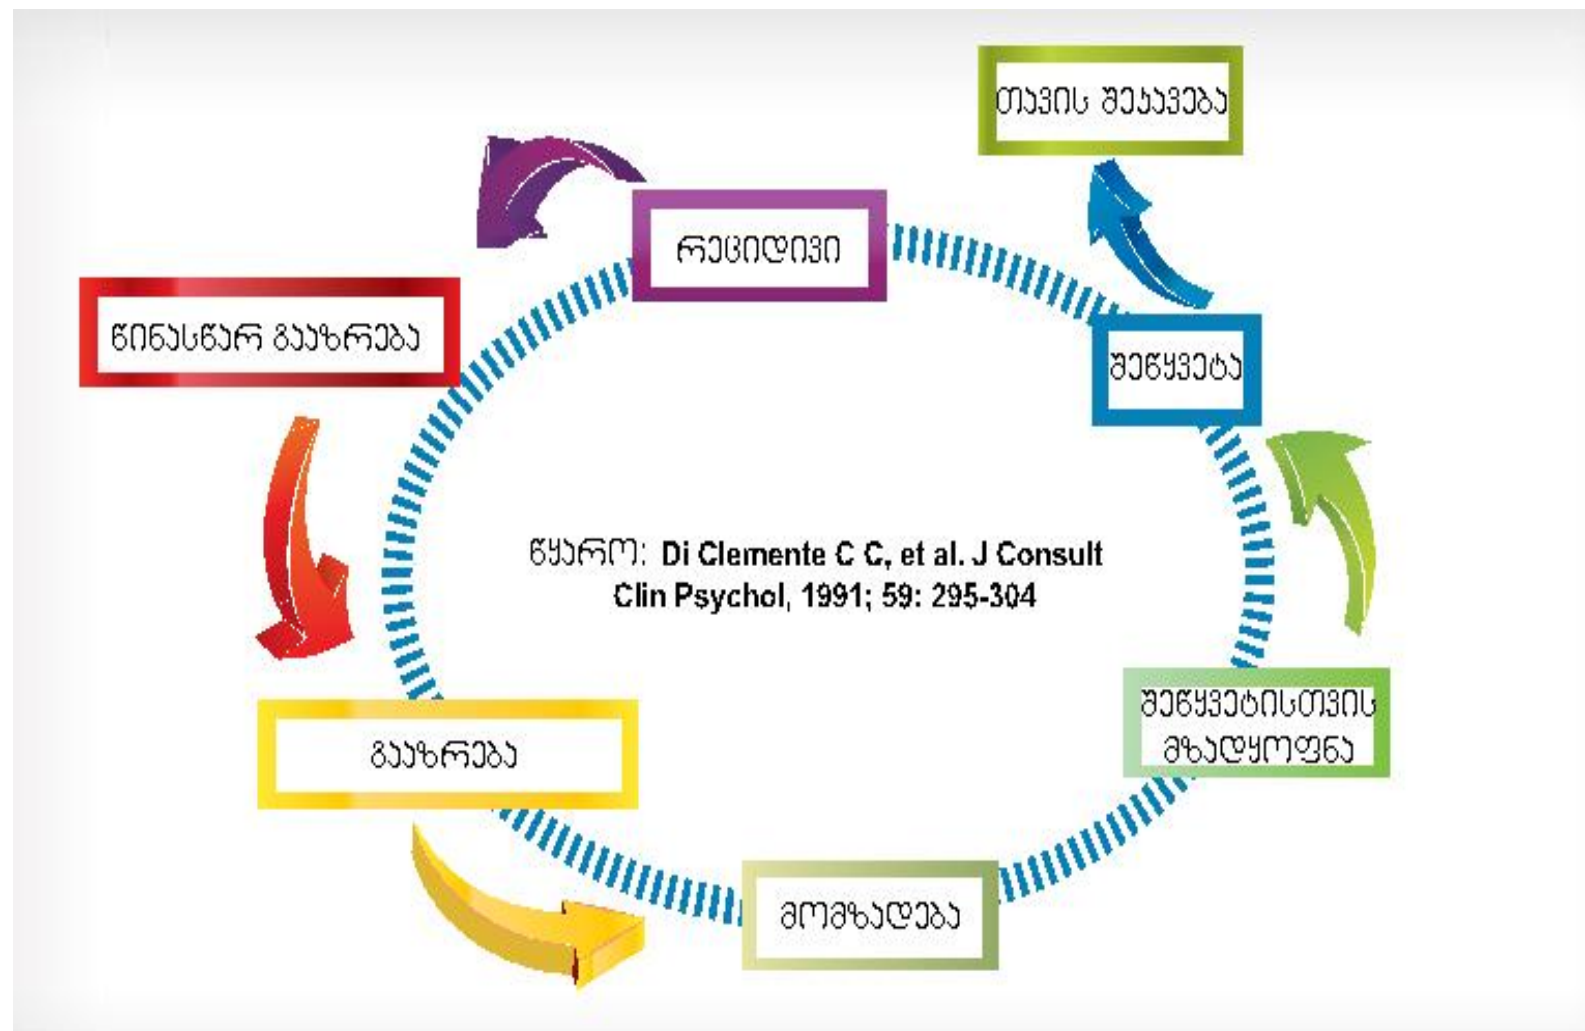 თავის შეკავება
რეციდივი
წინასწარ გააზრება
შეწყვეტა
წყარო: Di Clemente C C, et al. J Consult
Clin Psychol, 1991; 59: 295-304
შეწყვეტისთვის
მზადყოფნა
გააზრება
მომზადება